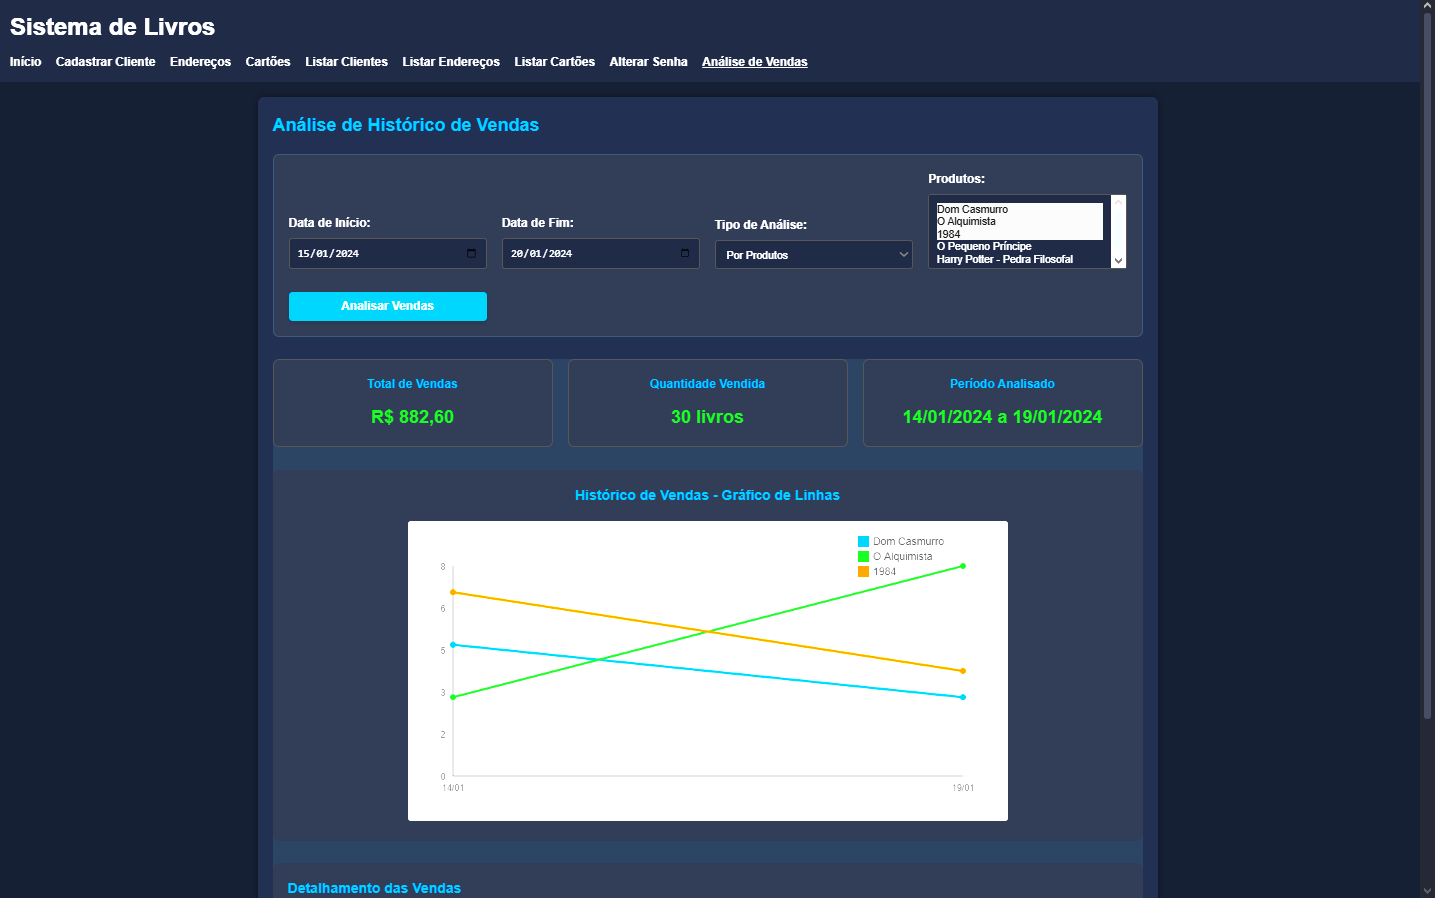 Sistema de Livros
Início Cadastrar Cliente Endereços Cartões Listar Clientes Listar Endereços Listar Cartões Alterar Senha Análise de Vendas
Análise de Histórico de Vendas
Data de Início:
15/01/2024
Data de Fim:
20/01/2024
Tipo de Análise:
Por Produtos
Produtos:
Dom Casmurro
O Alquimista
1984
O Pequeno Príncipe
Harry Potter - Pedra Filosofal
Analisar Vendas
Total de Vendas
R$ 882,60
Quantidade Vendida
30 livros
Período Analisado
14/01/2024 a 19/01/2024
Histórico de Vendas - Gráfico de Linhas
Dom Casmurro
O Alquimista
1984
8
6
5
3
2
0
14/01 19/01
Detalhamento das Vendas